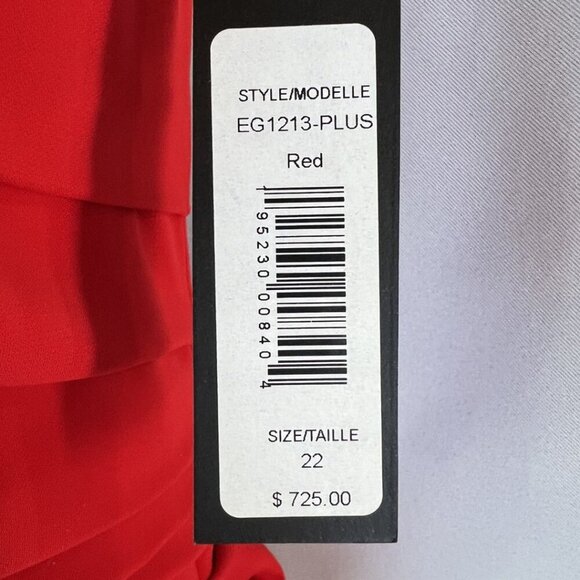 STYLE/MODELLE
EG1213-PLUS
Red
1 95230 00840 4
SIZE/TAILLE
22
$ 725.00